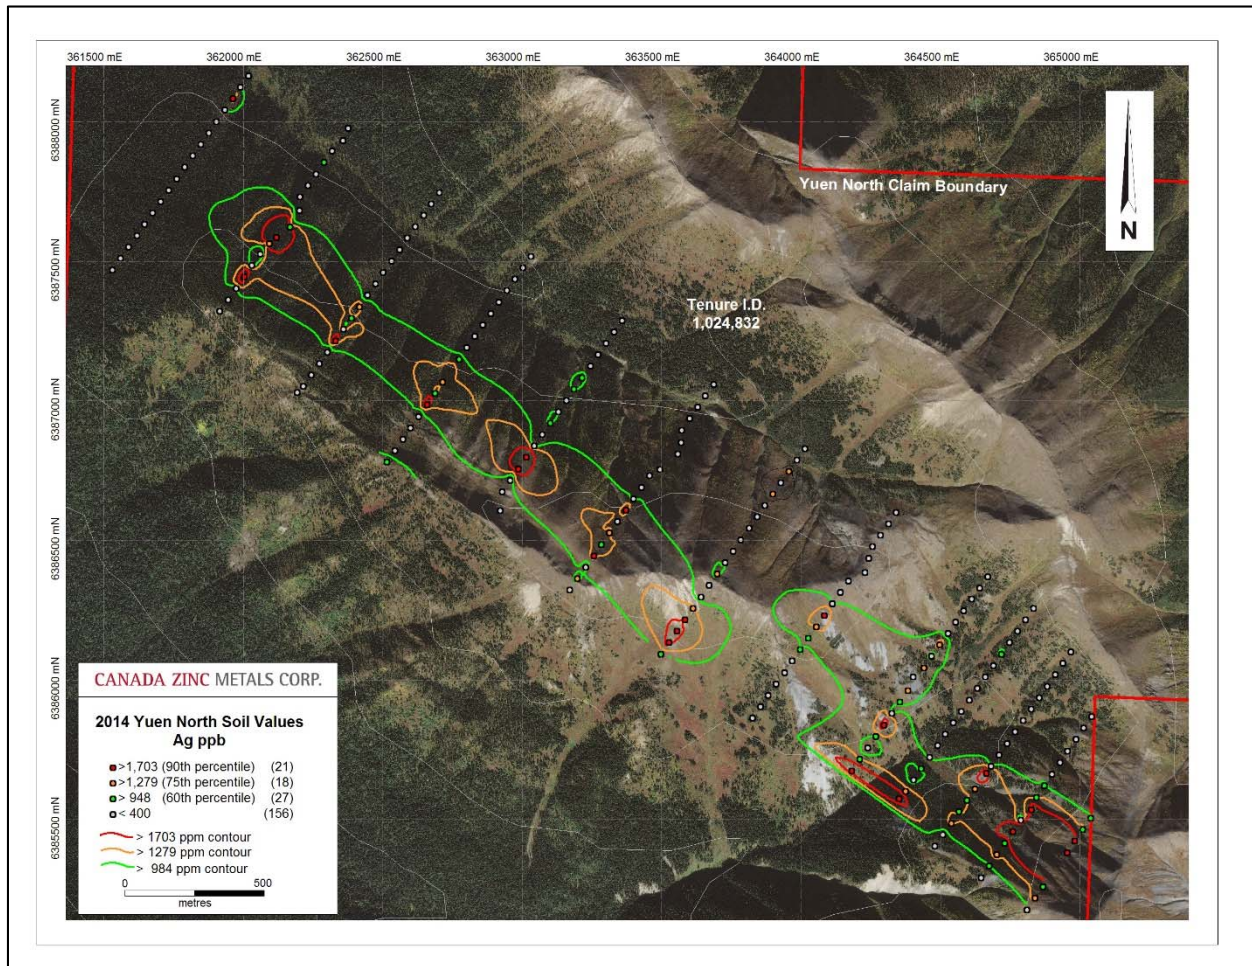 361500 mE 362000 mE 362500 mE 363000 mE 363500 mE 364000 mE 364500 mE 365000 mE
6388000 mN
6387500 mN
6387000 mN
6386500 mN
6386000 mN
6385500 mN
Yuen North Claim Boundary
N
Tenure I.D.
1,024,832
CANADA ZINC METALS CORP.
2014 Yuen North Soil Values
Ag ppb
>1,703 (90th percentile) (21)
>1,279 (75th percentile) (18)
> 948 (60th percentile) (27)
< 400 (156)
> 1703 ppm contour
> 1279 ppm contour
> 984 ppm contour
0 500
metres